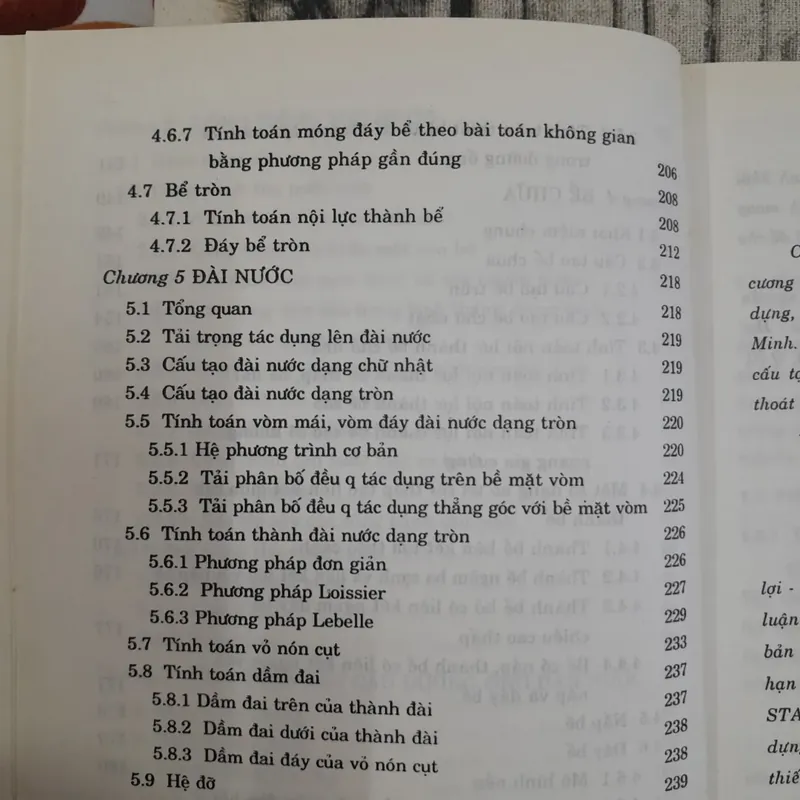 4.6.7 Tính toán móng đáy bể theo bài toán không gian
bằng phương pháp gần đúng 206
4.7 Bể tròn 208
4.7.1 Tính toán nội lực thành bể 208
4.7.2 Đáy bể tròn 212
Chương 5 ĐÀI NƯỚC 218
5.1 Tổng quan 218
5.2 Tải trọng tác dụng lên đài nước 219
5.3 Cấu tạo đài nước dạng chữ nhật 219
5.4 Cấu tạo đài nước dạng tròn 219
5.5 Tính toán vòm mái, vòm đáy đài nước dạng tròn 220
5.5.1 Hệ phương trình cơ bản 220
5.5.2 Tải phân bố đều q tác dụng trên bề mặt vòm 224
5.5.3 Tải phân bố đều q tác dụng thẳng góc với bề mặt vòm 225
5.6 Tính toán thành đài nước dạng tròn 226
5.6.1 Phương pháp đơn giản 226
5.6.2 Phương pháp Loissier 227
5.6.3 Phương pháp Lebelle 229
5.7 Tính toán vỏ nón cụt 233
5.8 Tính toán dầm đai 237
5.8.1 Dầm đai trên của thành đài 237
5.8.2 Dầm đai dưới của thành đài 238
5.8.3 Dầm đai đáy của vỏ nón cụt 238
5.9 Hệ đỡ 239
C
cương
dựng,
Minh.
cấu tạ
thoát
lợi -
luận
bản
hạn
STA
dựng
thiế